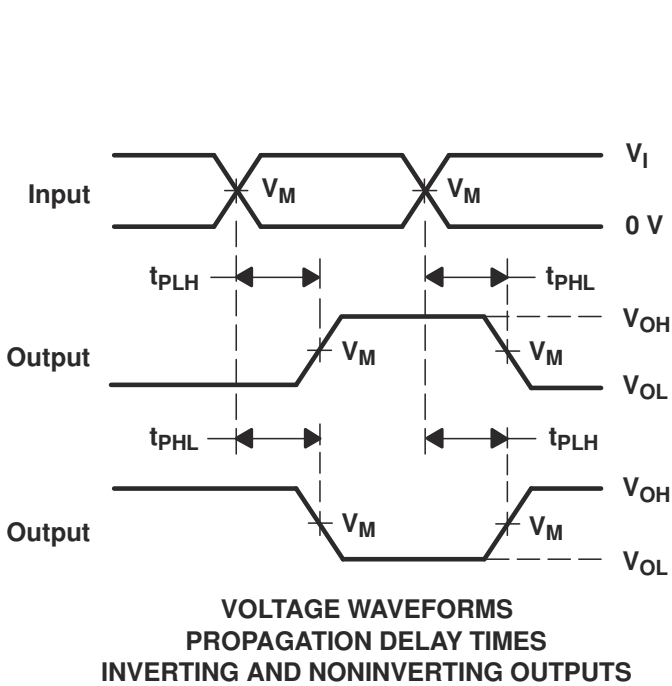 V_I
Input V_M V_M
0 V
t_PLH t_PHL
V_OH
Output V_M V_M
V_OL
t_PHL t_PLH
V_OH
Output V_M V_M
V_OL
VOLTAGE WAVEFORMS
PROPAGATION DELAY TIMES
INVERTING AND NONINVERTING OUTPUTS